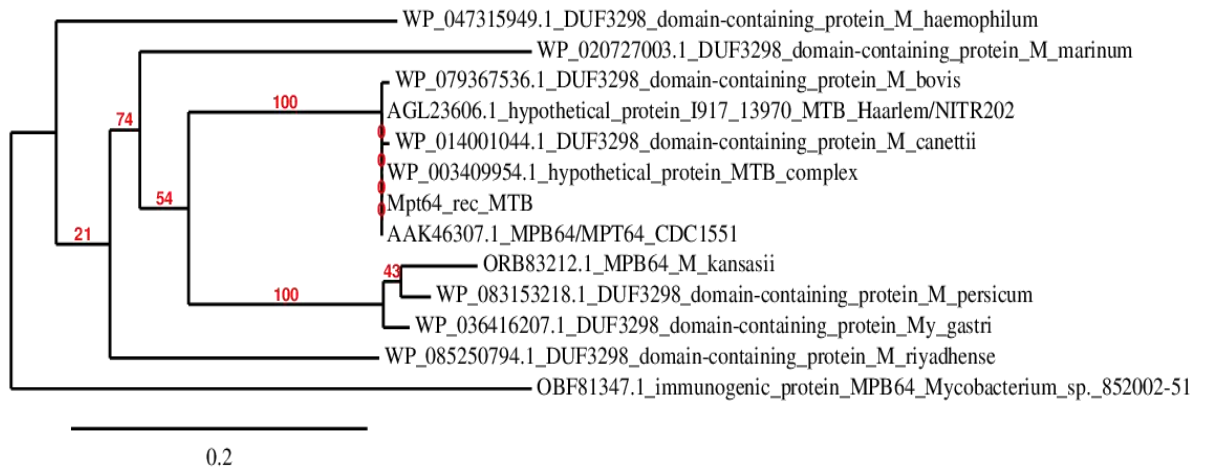 WP_047315949.1_DUF3298_domain-containing_protein_M_haemophilum
WP_020727003.1_DUF3298_domain-containing_protein_M_marinum
WP_079367536.1_DUF3298_domain-containing_protein_M_bovis
100
AGL23606.1_hypothetical_protein_I917_13970_MTB_Haarlem/NITR202
74
0
WP_014001044.1_DUF3298_domain-containing_protein_M_canettii
0
WP_003409954.1_hypothetical_protein_MTB_complex
0
54
Mpt64_rec_MTB
0
21
AAK46307.1_MPB64/MPT64_CDC1551
ORB83212.1_MPB64_M_kansasii
43
100
WP_083153218.1_DUF3298_domain-containing_protein_M_persicum
WP_036416207.1_DUF3298_domain-containing_protein_My_gastri
WP_085250794.1_DUF3298_domain-containing_protein_M_riyadhense
OBF81347.1_immunogenic_protein_MPB64_Mycobacterium_sp._852002-51
0.2